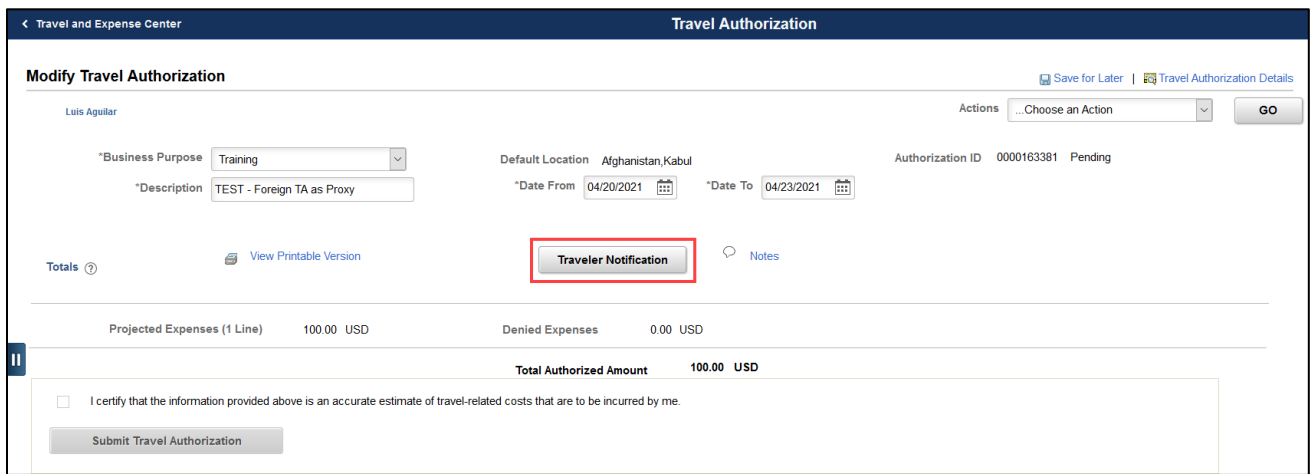 Travel and Expense Center
Travel Authorization
Modify Travel Authorization
Save for Later | Travel Authorization Details
Luis Aguilar
Actions ...Choose an Action GO
*Business Purpose Training
Default Location Afghanistan,Kabul
Authorization ID 0000163381 Pending
*Description TEST - Foreign TA as Proxy
*Date From 04/20/2021 *Date To 04/23/2021
Totals ? View Printable Version Traveler Notification Notes
Projected Expenses (1 Line) 100.00 USD Denied Expenses 0.00 USD
Total Authorized Amount 100.00 USD
I certify that the information provided above is an accurate estimate of travel-related costs that are to be incurred by me.
Submit Travel Authorization